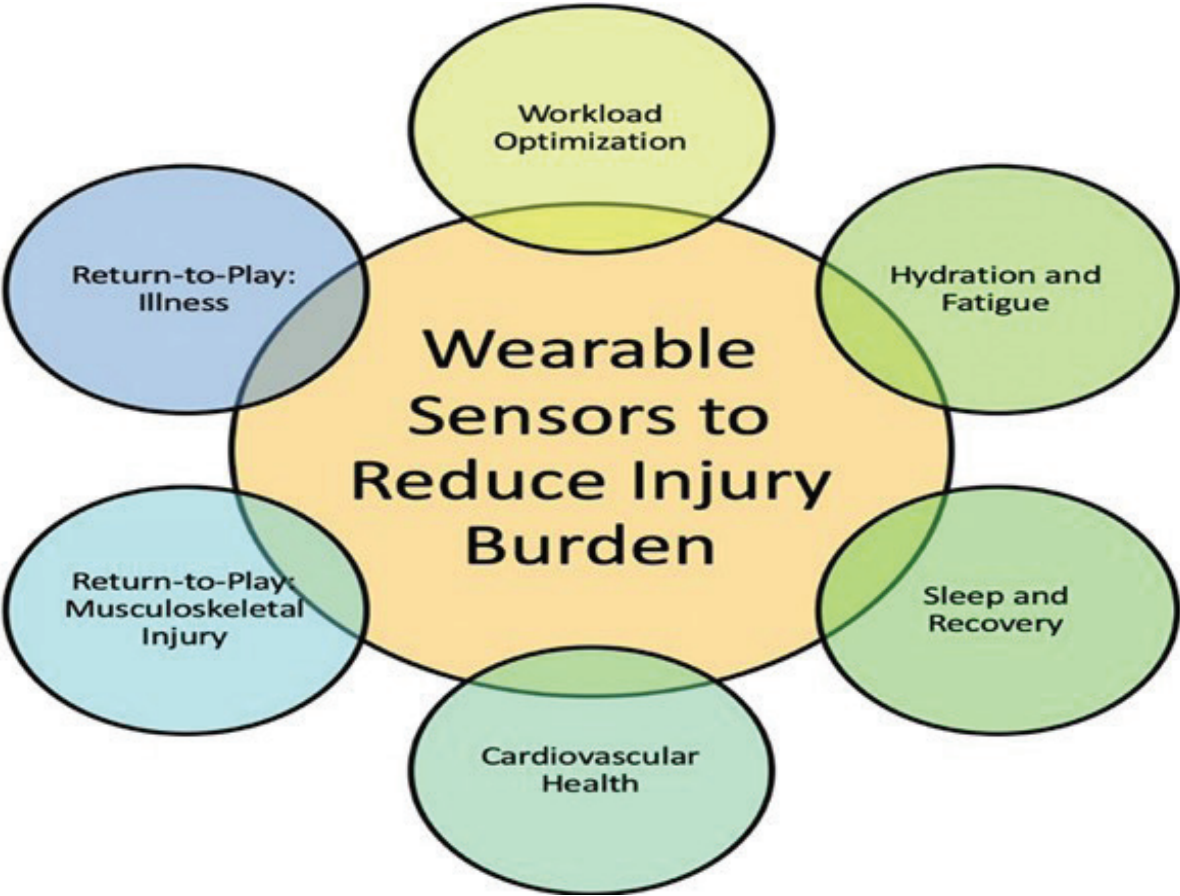 Workload
Optimization
Return-to-Play:
Illness
Hydration and
Fatigue
Wearable
Sensors to
Reduce Injury
Burden
Return-to-Play:
Musculoskeletal
Injury
Sleep and
Recovery
Cardiovascular
Health